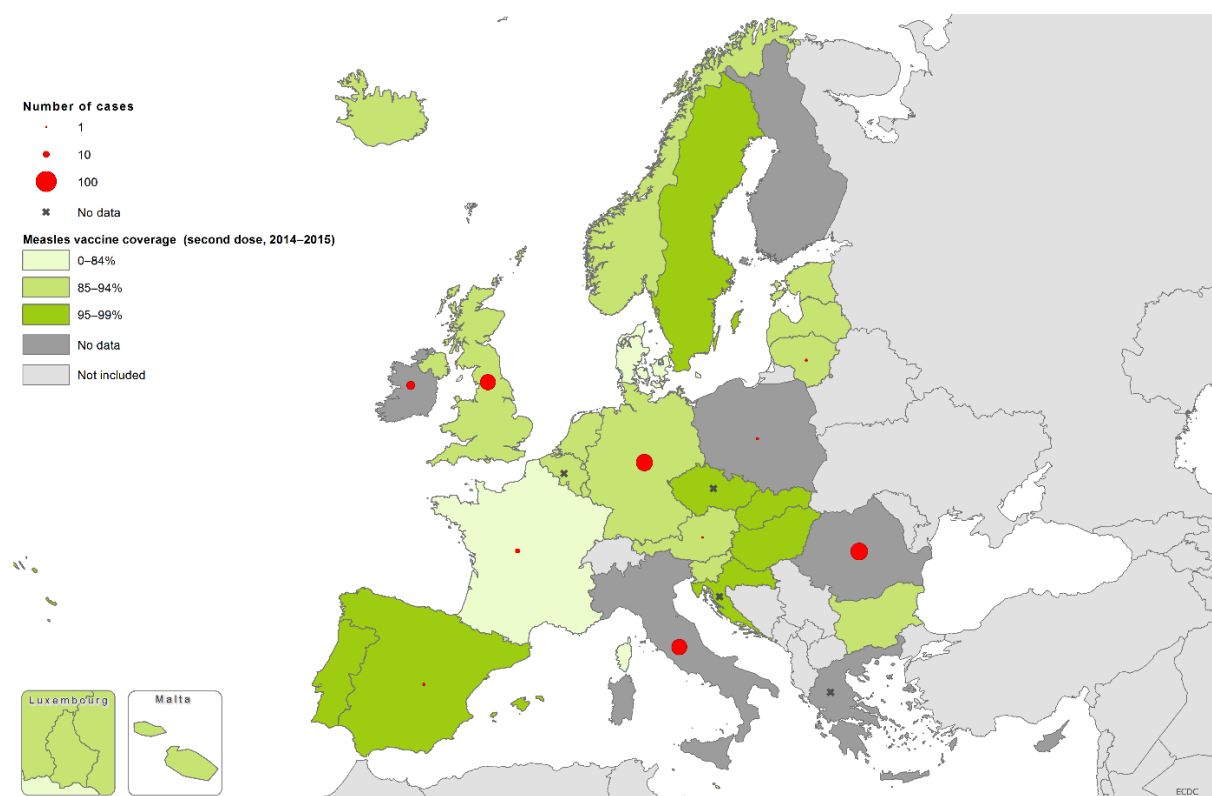 Number of cases
1
10
100
No data
Measles vaccine coverage (second dose, 2014–2015)
0–84%
85–94%
95–99%
No data
Not included
Luxembourg
Malta
ECDC